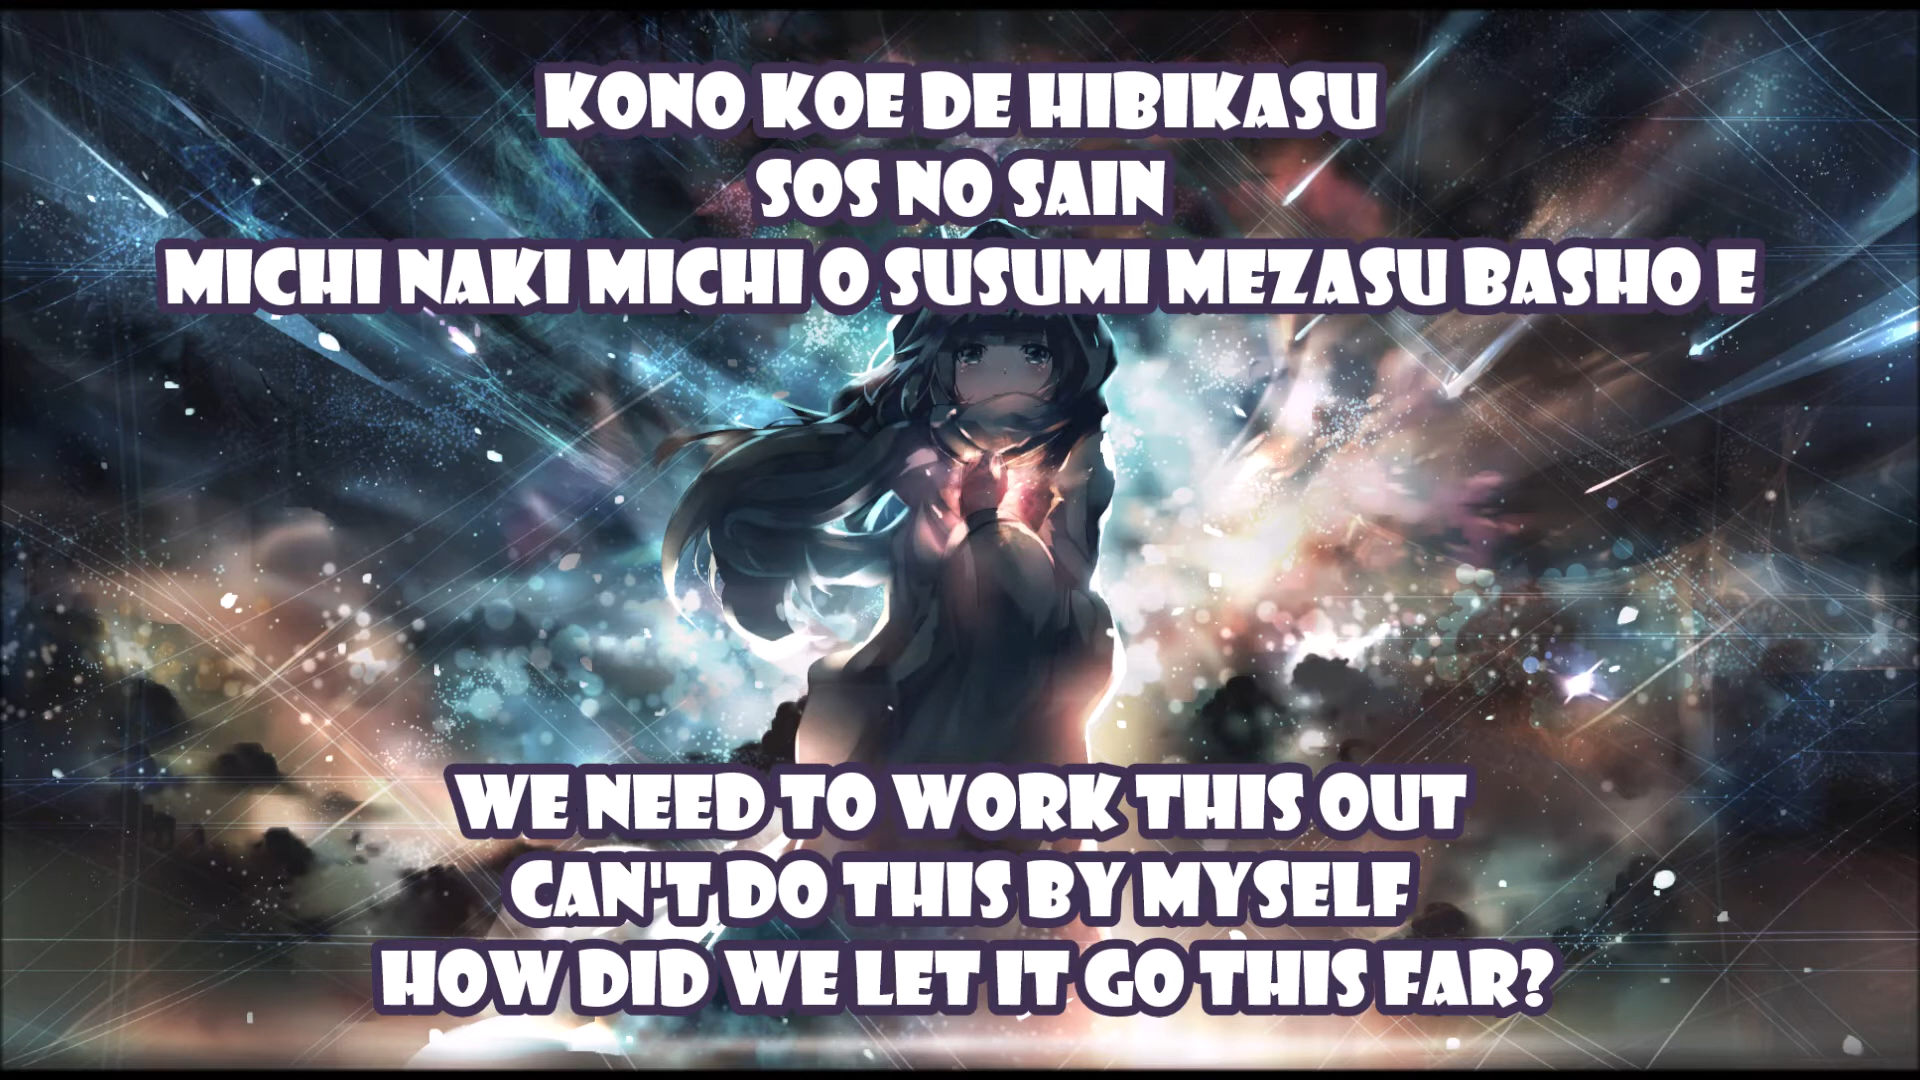 KONO KOE DE HIBIKASU
SOS NO SAIN
MICHI NAKI MICHI O SUSUMI MEZASU BASHO E
WE NEED TO WORK THIS OUT
CAN'T DO THIS BY MYSELF
HOW DID WE LET IT GO THIS FAR?